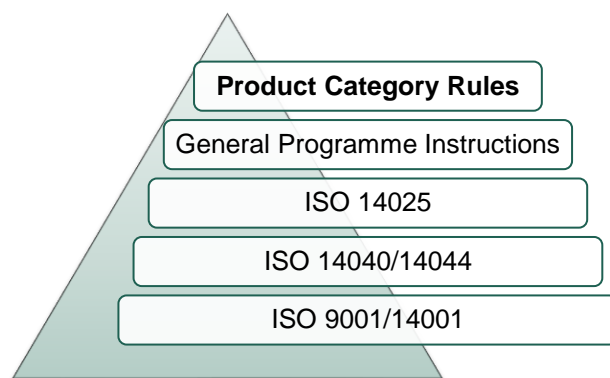 Product Category Rules
General Programme Instructions
ISO 14025
ISO 14040/14044
ISO 9001/14001